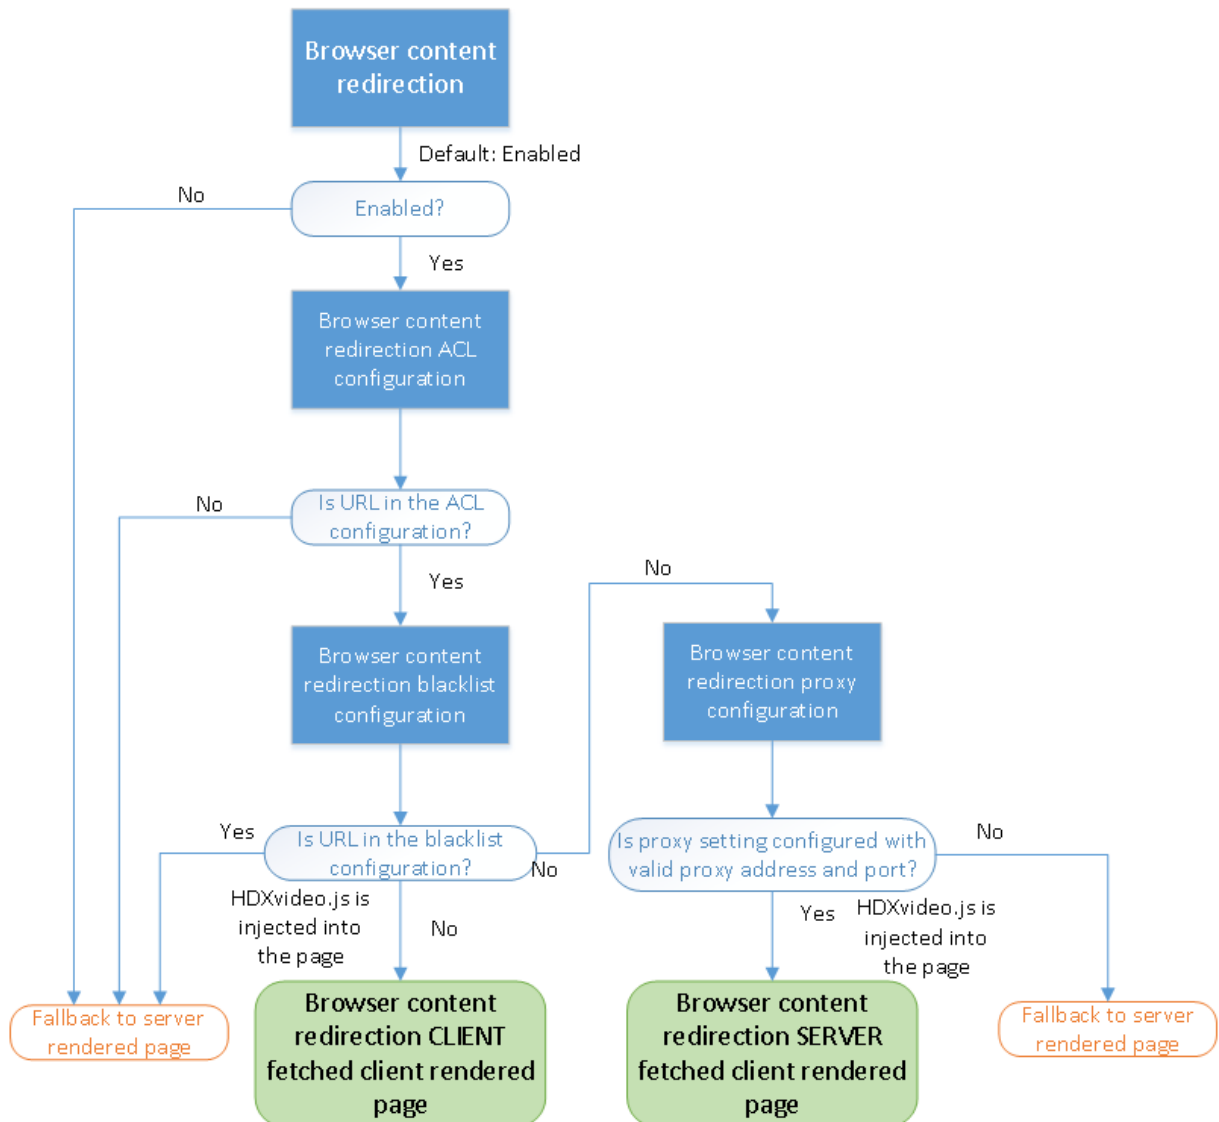 Browser content
redirection
Default: Enabled
No
Enabled?
Yes
Browser content
redirection ACL
configuration
No
Is URL in the ACL
configuration?
Yes
No
Browser content
redirection blacklist
configuration
Browser content
redirection proxy
configuration
Yes
Is URL in the blacklist
configuration?
No
Is proxy setting configured with
valid proxy address and port?
No
HDXvideo.js is
injected into
the page
No
Yes
HDXvideo.js is
injected into
the page
Fallback to server
rendered page
Browser content
redirection CLIENT
fetched client rendered
page
Browser content
redirection SERVER
fetched client rendered
page
Fallback to server
rendered page